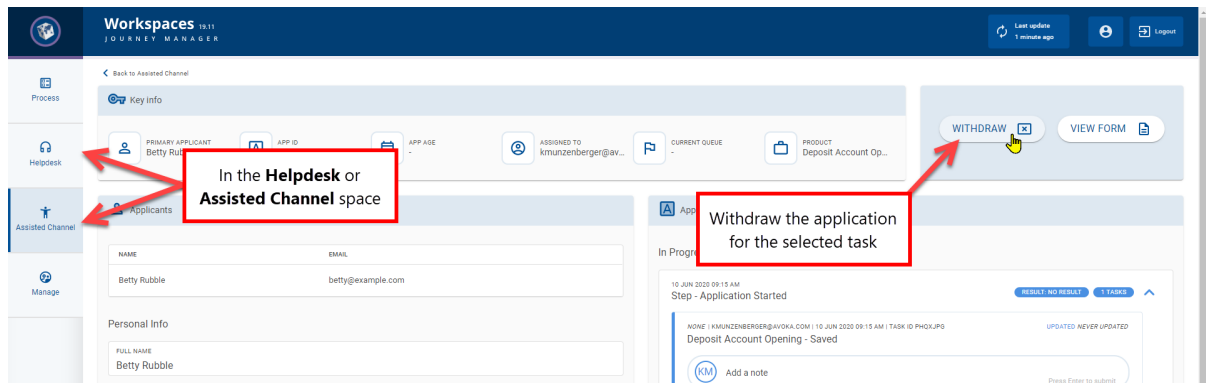 Workspaces 19.11
JOURNEY MANAGER
Last update
1 minute ago
Logout
Process
Helpdesk
Assisted Channel
Manage
Back to Assisted Channel
Key info
PRIMARY APPLICANT
Betty Rub
APP ID
APP AGE
-
ASSIGNED TO
kmunzenberger@av...
CURRENT QUEUE
-
PRODUCT
Deposit Account Op...
WITHDRAW
VIEW FORM
In the Helpdesk or
Assisted Channel space
Withdraw the application
for the selected task
Applicants
NAME
EMAIL
Betty Rubble
betty@example.com
Personal Info
FULL NAME
Betty Rubble
A App
In Progre
10 JUN 2020 09:15 AM
Step - Application Started
RESULT: NO RESULT
1 TASKS
NONE | KMUNZENBERGER@AVOKA.COM | 10 JUN 2020 09:15 AM | TASK ID PHQXJPG
UPDATED NEVER UPDATED
Deposit Account Opening - Saved
KM
Add a note
Press Enter to submit